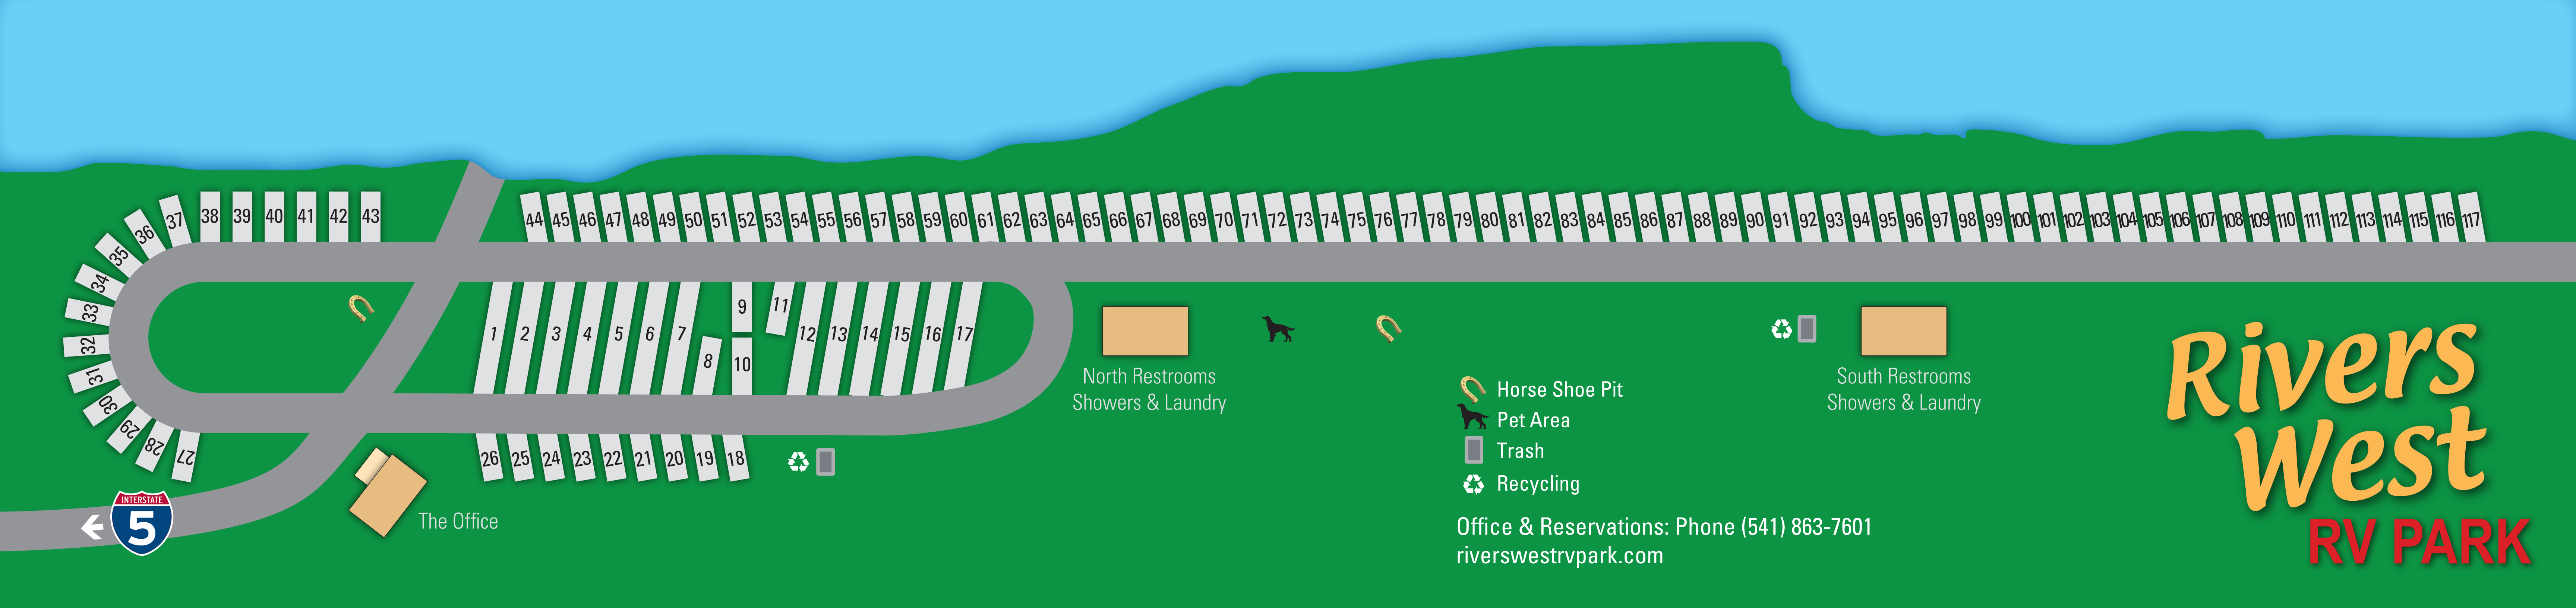 37 38 39 40 41 42 43
44 45 46 47 48 49 50 51 52 53 54 55 56 57 58 59 60 61 62 63 64 65 66 67 68 69 70 71 72 73 74 75 76 77 78 79 80 81 82 83 84 85 86 87 88 89 90 91 92 93 94 95 96 97 98 99 100 101 102 103 104 105 106 107 108 109 110 111 112 113 114 115 116 117
36
35
34
33
32
31
30
29
28
27
1 2 3 4 5 6 7
8
9
10
11
12 13 14 15 16 17
26 25 24 23 22 21 20 19 18
INTERSTATE
5
The Office
North Restrooms
Showers & Laundry
Horse Shoe Pit
Pet Area
Trash
Recycling
Office & Reservations: Phone (541) 863-7601
riverswestrvpark.com
South Restrooms
Showers & Laundry
Rivers
West
RV PARK